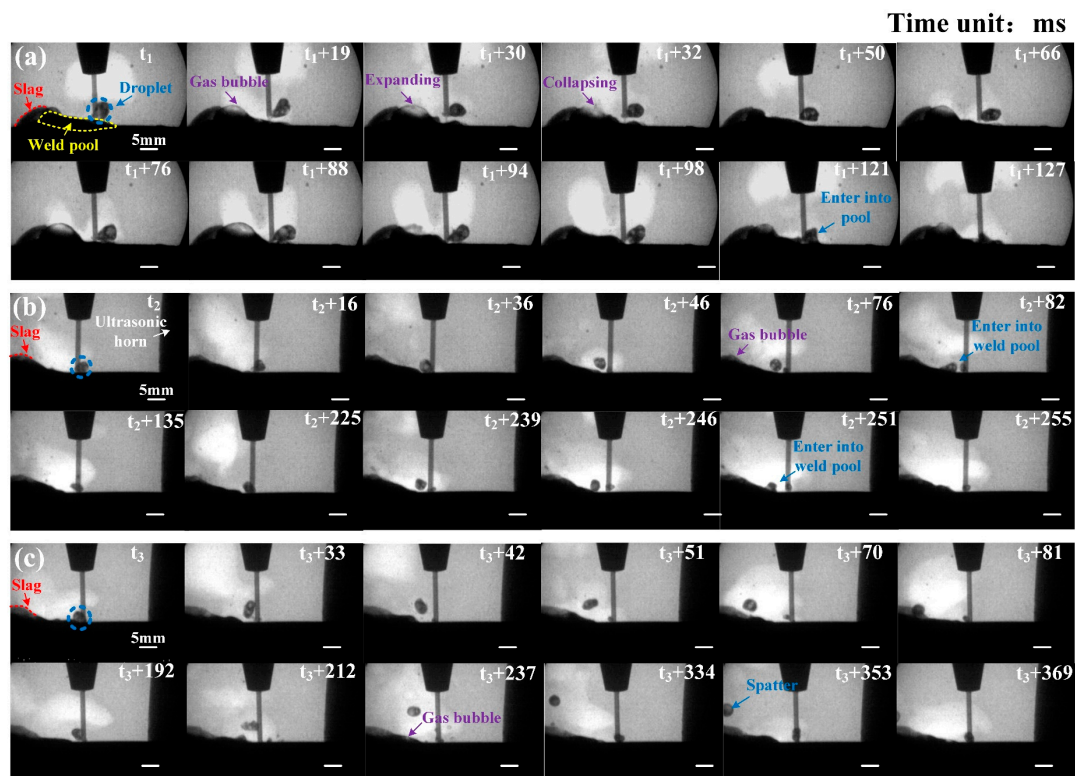 Time unit: ms
(a)
t1
t1+19
t1+30
t1+32
t1+50
t1+66
Slag
Droplet
Gas bubble
Expanding
Collapsing
Weld pool
5mm
t1+76
t1+88
t1+94
t1+98
t1+121
t1+127
Enter into
pool
(b)
t2
t2+16
t2+36
t2+46
t2+76
t2+82
Slag
Ultrasonic
horn
Gas bubble
Enter into
weld pool
5mm
t2+135
t2+225
t2+239
t2+246
t2+251
t2+255
Enter into
weld pool
(c)
t3
t3+33
t3+42
t3+51
t3+70
t3+81
Slag
5mm
t3+192
t3+212
t3+237
t3+334
t3+353
t3+369
Gas bubble
Spatter